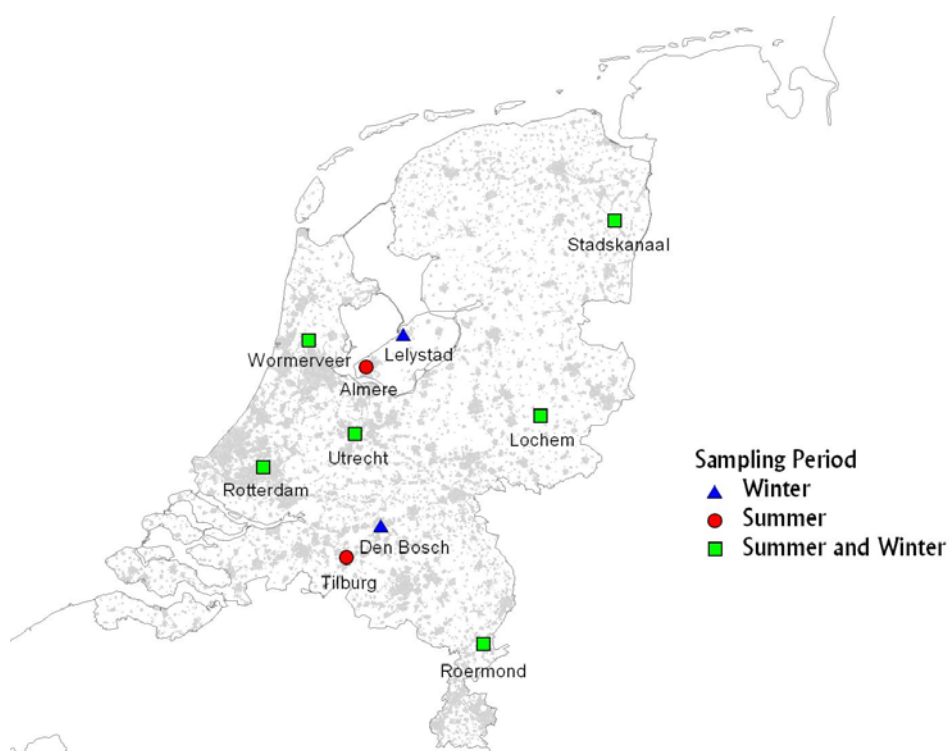 Stadskanaal
Lelystad
Wormerveer
Almere
Lochem
Utrecht
Rotterdam
Den Bosch
Tilburg
Roermond
Sampling Period
Winter
Summer
Summer and Winter